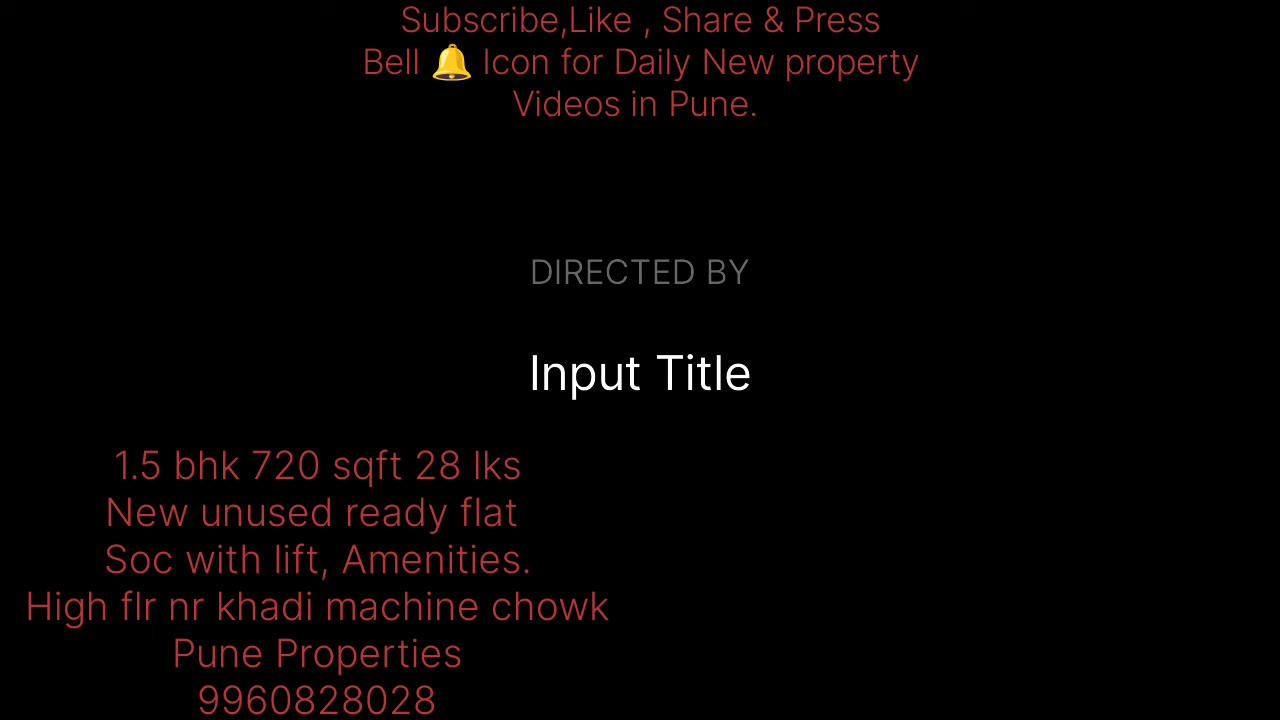 Subscribe,Like , Share & Press
Bell 🔔 Icon for Daily New property
Videos in Pune.
DIRECTED BY
Input Title
1.5 bhk 720 sqft 28 lks
New unused ready flat
Soc with lift, Amenities.
High flr nr khadi machine chowk
Pune Properties
9960828028